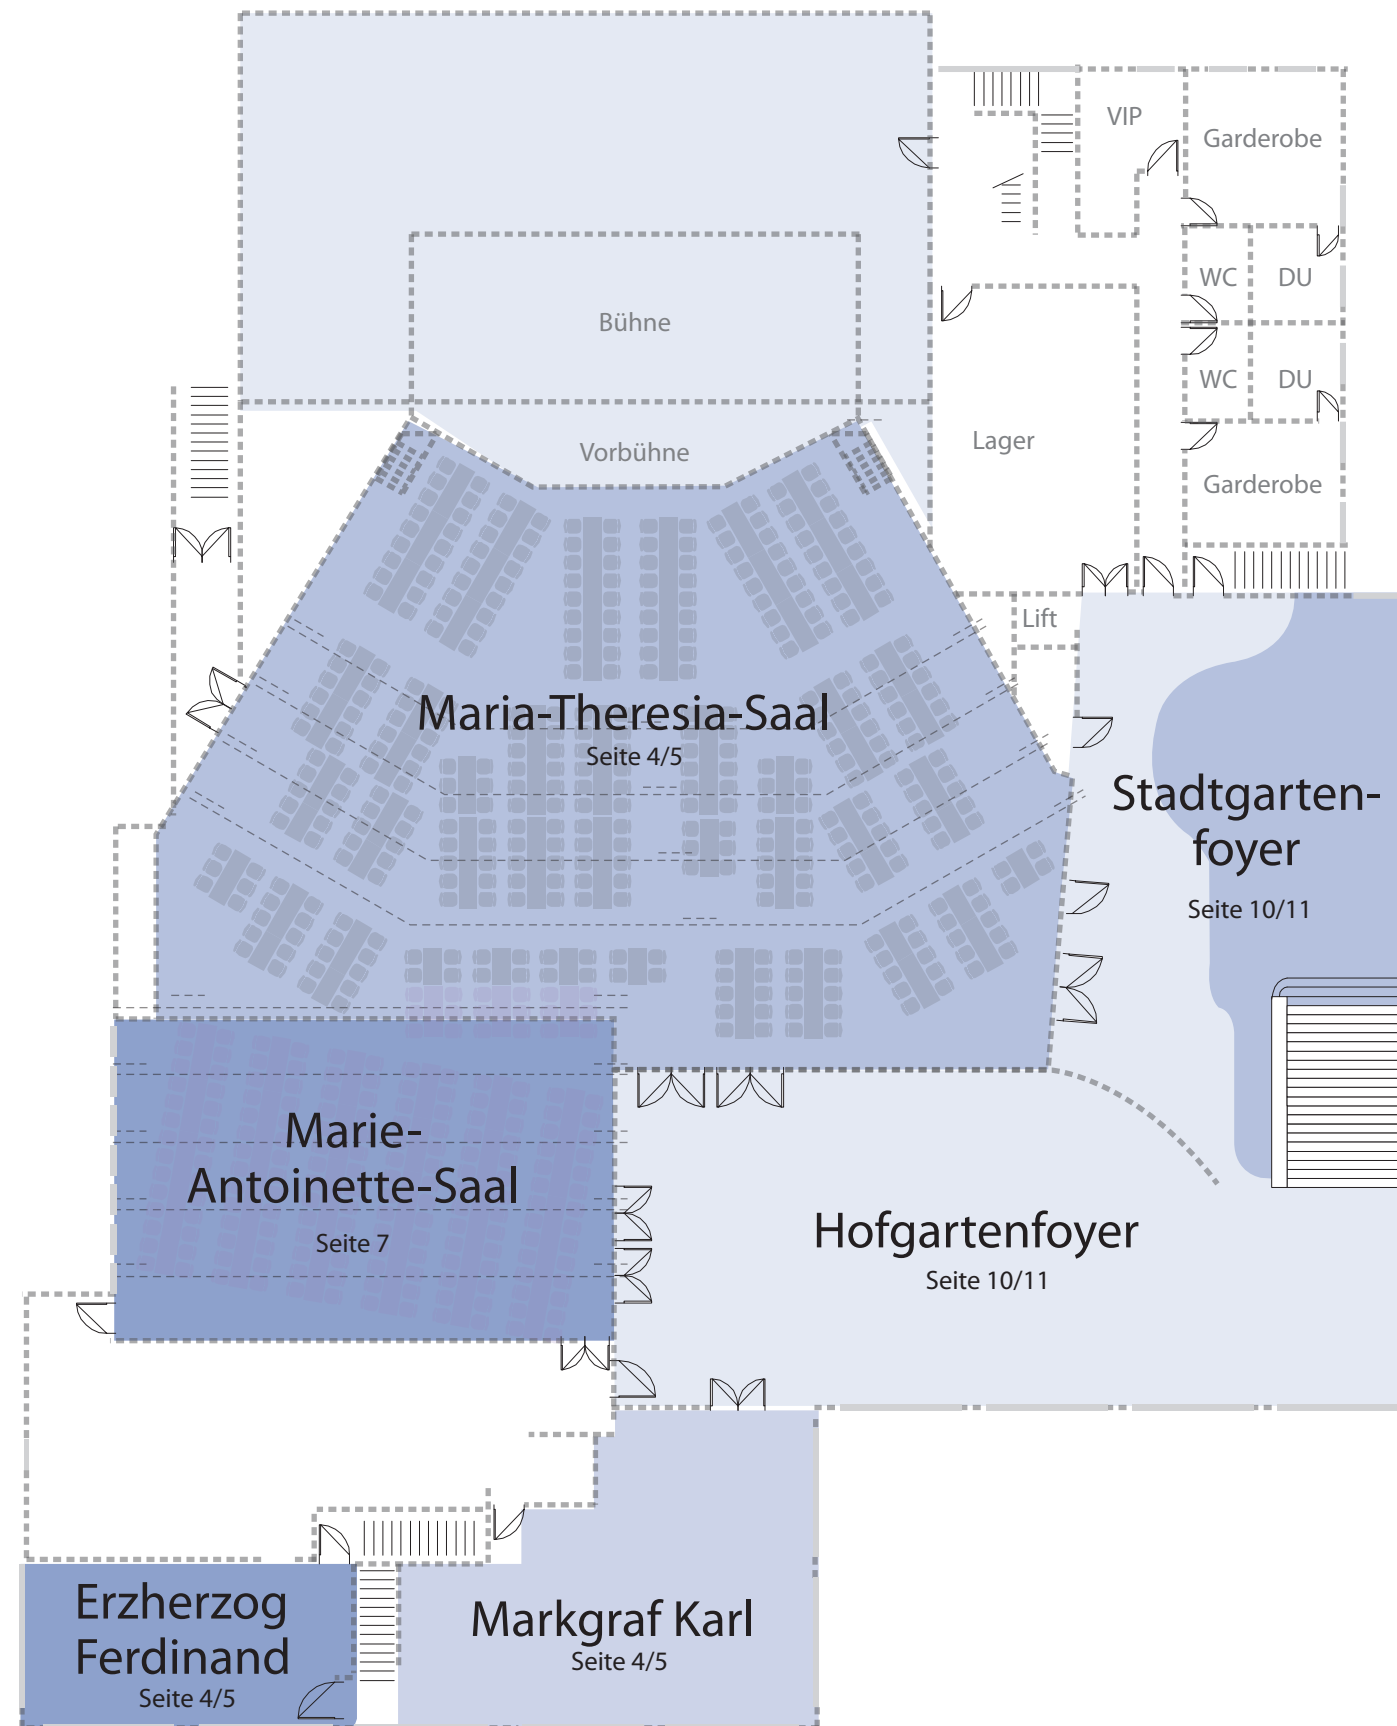 VIP
Garderobe
WC
DU
Bühne
WC
DU
Lager
Vorbühne
Garderobe
Lift
Maria-Theresia-Saal
Seite 4/5
Stadtgarten-
foyer
Seite 10/11
Marie-
Antoinette-Saal
Seite 7
Hofgartenfoyer
Seite 10/11
Erzherzog
Ferdinand
Seite 4/5
Markgraf Karl
Seite 4/5